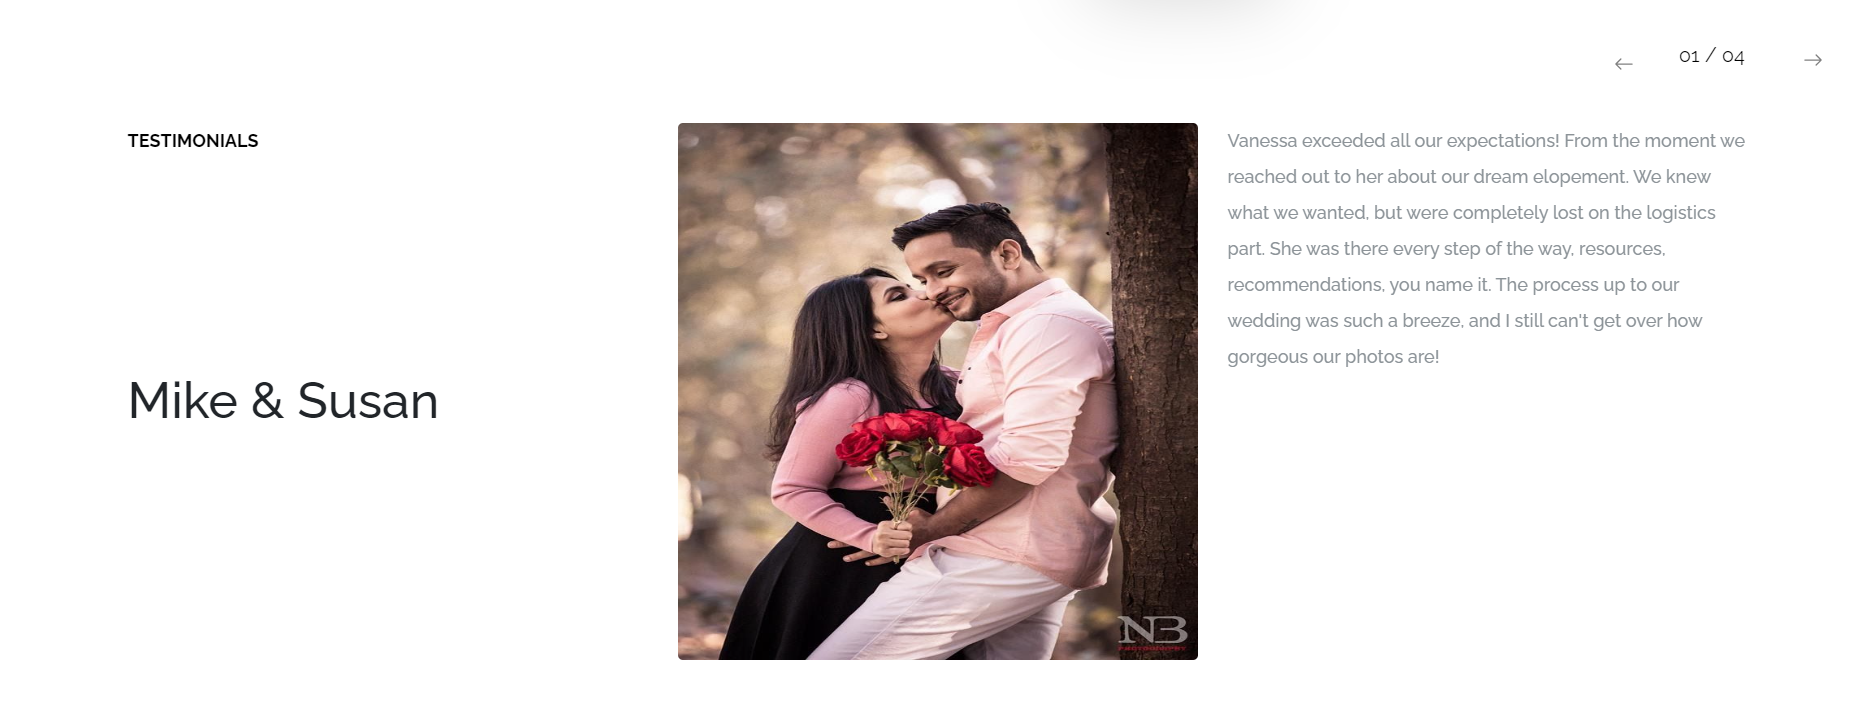 01 / 04
TESTIMONIALS
Mike & Susan
Vanessa exceeded all our expectations! From the moment we
reached out to her about our dream elopement. We knew
what we wanted, but were completely lost on the logistics
part. She was there every step of the way, resources,
recommendations, you name it. The process up to our
wedding was such a breeze, and I still can't get over how
gorgeous our photos are!
NB
PHOTOGRAPHY